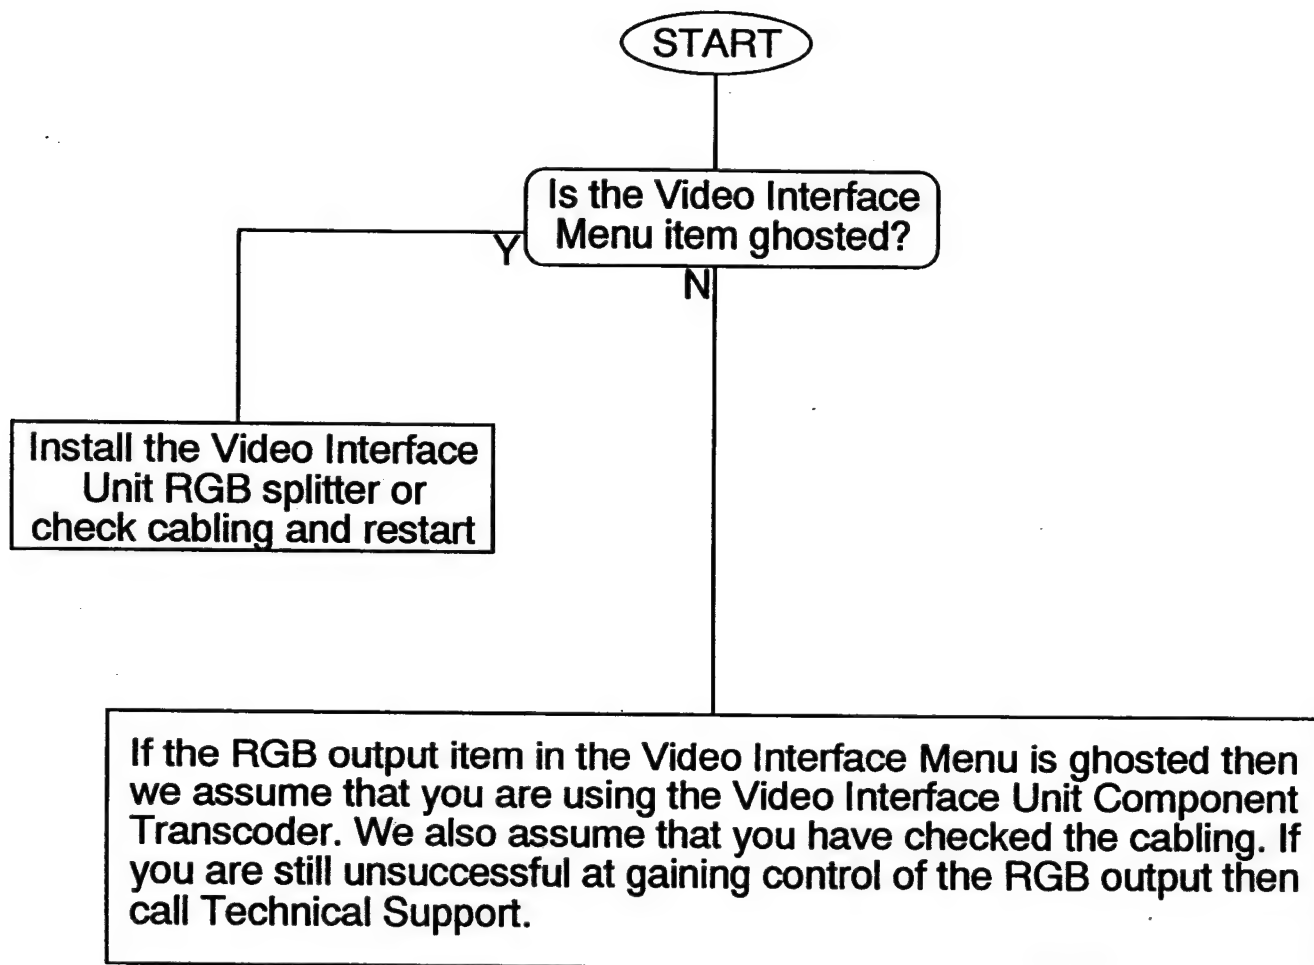 START
Is the Video Interface
Menu item ghosted?
Y
N
Install the Video Interface
Unit RGB splitter or
check cabling and restart
If the RGB output item in the Video Interface Menu is ghosted then
we assume that you are using the Video Interface Unit Component
Transcoder. We also assume that you have checked the cabling. If
you are still unsuccessful at gaining control of the RGB output then
call Technical Support.